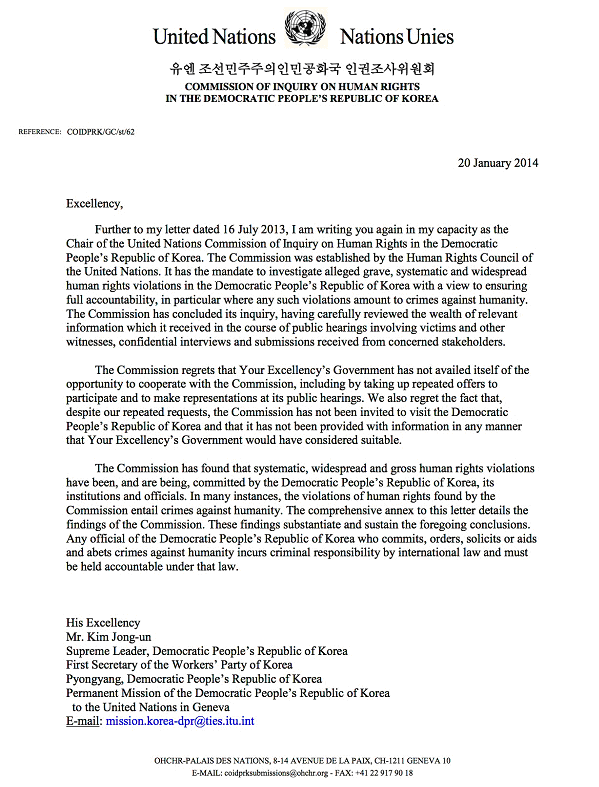 United Nations Nations Unies
유엔 조선민주주의인민공화국 인권조사위원회
COMMISSION OF INQUIRY ON HUMAN RIGHTS
IN THE DEMOCRATIC PEOPLE'S REPUBLIC OF KOREA
REFERENCE: COIDPRK/GC/st/62
20 January 2014
Excellency,
Further to my letter dated 16 July 2013, I am writing you again in my capacity as the
Chair of the United Nations Commission of Inquiry on Human Rights in the Democratic
People's Republic of Korea. The Commission was established by the Human Rights Council of
the United Nations. It has the mandate to investigate alleged grave, systematic and widespread
human rights violations in the Democratic People's Republic of Korea with a view to ensuring
full accountability, in particular where any such violations amount to crimes against humanity.
The Commission has concluded its inquiry, having carefully reviewed the wealth of relevant
information which it received in the course of public hearings involving victims and other
witnesses, confidential interviews and submissions received from concerned stakeholders.
The Commission regrets that Your Excellency's Government has not availed itself of the
opportunity to cooperate with the Commission, including by taking up repeated offers to
participate and to make representations at its public hearings. We also regret the fact that,
despite our repeated requests, the Commission has not been invited to visit the Democratic
People's Republic of Korea and that it has not been provided with information in any manner
that Your Excellency's Government would have considered suitable.
The Commission has found that systematic, widespread and gross human rights violations
have been, and are being, committed by the Democratic People's Republic of Korea, its
institutions and officials. In many instances, the violations of human rights found by the
Commission entail crimes against humanity. The comprehensive annex to this letter details the
findings of the Commission. These findings substantiate and sustain the foregoing conclusions.
Any official of the Democratic People's Republic of Korea who commits, orders, solicits or aids
and abets crimes against humanity incurs criminal responsibility by international law and must
be held accountable under that law.
His Excellency
Mr. Kim Jong-un
Supreme Leader, Democratic People's Republic of Korea
First Secretary of the Workers' Party of Korea
Pyongyang, Democratic People's Republic of Korea
Permanent Mission of the Democratic People's Republic of Korea
to the United Nations in Geneva
E-mail: mission.korea-dpr@ties.itu.int
OHCHR-PALAIS DES NATIONS, 8-14 AVENUE DE LA PAIX, CH-1211 GENEVA 10
E-MAIL: coidprksubmissions@ohchr.org - FAX: +41 22 917 90 18